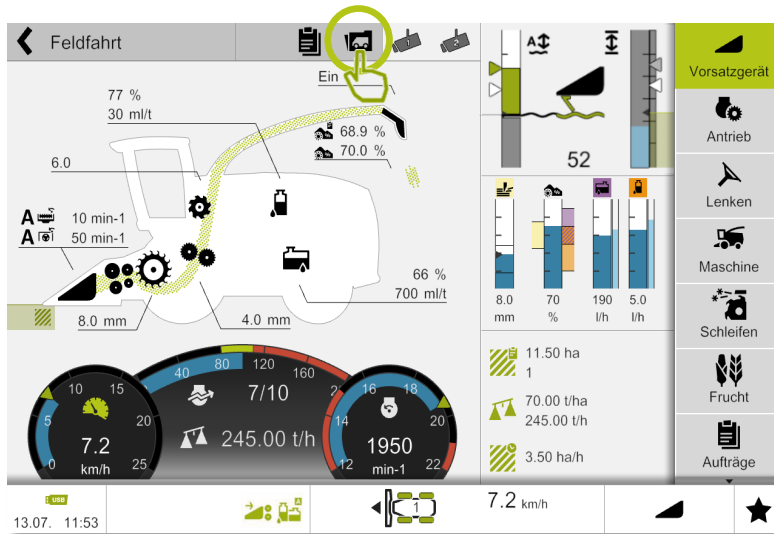 Feldfahrt
1
2
Ein
77 %
30 ml/t
68.9 %
70.0 %
6.0
A 10 min-1
A 50 min-1
66 %
700 ml/t
8.0 mm
4.0 mm
0
5
10
15
20
25
7.2
km/h
40
80
120
160
7/10
245.00 t/h
12
14
16
18
20
22
1950
min-1
A
52
8.0
mm
70
%
190
l/h
5.0
l/h
11.50 ha
1
70.00 t/ha
245.00 t/h
3.50 ha/h
Vorsatzgerät
Antrieb
Lenken
Maschine
Schleifen
Frucht
Aufträge
USB
13.07. 11:53
A
1
7.2 km/h